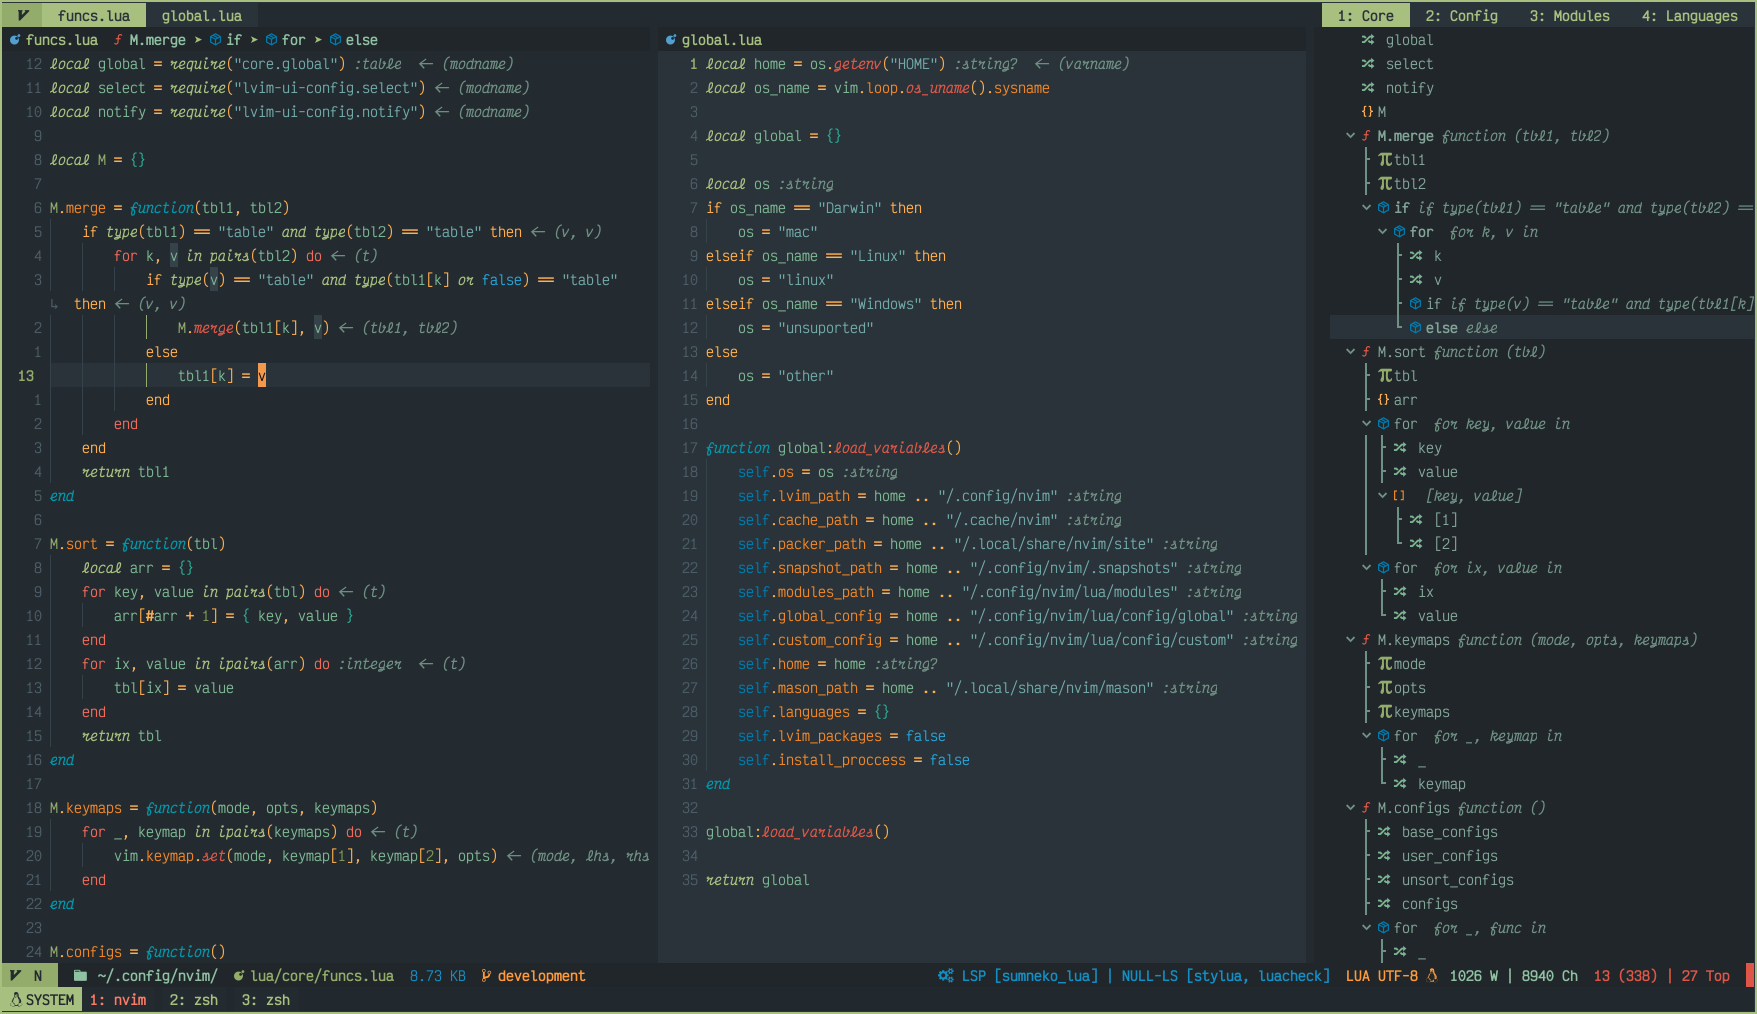 funcs.lua global.lua
1: Core 2: Config 3: Modules 4: Languages
funcs.lua ƒ M.merge ➤ if ➤ for ➤ else
12 local global = require("core.global") :table <- (modname)
11 local select = require("lvim-ui-config.select") <- (modname)
10 local notify = require("lvim-ui-config.notify") <- (modname)
9
8 local M = {}
7
6 M.merge = function(tbl1, tbl2)
5 if type(tbl1) == "table" and type(tbl2) == "table" then <- (v, v)
4 for k, v in pairs(tbl2) do <- (t)
3 if type(v) == "table" and type(tbl1[k] or false) == "table"
↳ then <- (v, v)
2 M.merge(tbl1[k], v) <- (tbl1, tbl2)
1 else
13 tbl1[k] = v
1 end
2 end
3 end
4 return tbl1
5 end
6
7 M.sort = function(tbl)
8 local arr = {}
9 for key, value in pairs(tbl) do <- (t)
10 arr[#arr + 1] = { key, value }
11 end
12 for ix, value in ipairs(arr) do :integer <- (t)
13 tbl[ix] = value
14 end
15 return tbl
16 end
17
18 M.keymaps = function(mode, opts, keymaps)
19 for _, keymap in ipairs(keymaps) do <- (t)
20 vim.keymap.set(mode, keymap[1], keymap[2], opts) <- (mode, lhs, rhs
21 end
22 end
23
24 M.configs = function()
global.lua
1 local home = os.getenv("HOME") :string? <- (varname)
2 local os_name = vim.loop.os_uname().sysname
3
4 local global = {}
5
6 local os :string
7 if os_name == "Darwin" then
8 os = "mac"
9 elseif os_name == "Linux" then
10 os = "linux"
11 elseif os_name == "Windows" then
12 os = "unsuported"
13 else
14 os = "other"
15 end
16
17 function global:load_variables()
18 self.os = os :string
19 self.lvim_path = home .. "/.config/nvim" :string
20 self.cache_path = home .. "/.cache/nvim" :string
21 self.packer_path = home .. "/.local/share/nvim/site" :string
22 self.snapshot_path = home .. "/.config/nvim/.snapshots" :string
23 self.modules_path = home .. "/.config/nvim/lua/modules" :string
24 self.global_config = home .. "/.config/nvim/lua/config/global" :string
25 self.custom_config = home .. "/.config/nvim/lua/config/custom" :string
26 self.home = home :string?
27 self.mason_path = home .. "/.local/share/nvim/mason" :string
28 self.languages = {}
29 self.lvim_packages = false
30 self.install_proccess = false
31 end
32
33 global:load_variables()
34
35 return global
global
select
notify
{} M
ƒ M.merge function (tbl1, tbl2)
π tbl1
π tbl2
if if type(tbl1) == "table" and type(tbl2) ==
for for k, v in
k
v
if if type(v) == "table" and type(tbl1[k]
else else
ƒ M.sort function (tbl)
π tbl
{} arr
for for key, value in
key
value
[] [key, value]
[1]
[2]
for for ix, value in
ix
value
ƒ M.keymaps function (mode, opts, keymaps)
π mode
π opts
π keymaps
for for _, keymap in
_
keymap
ƒ M.configs function ()
base_configs
user_configs
unsort_configs
configs
for for _, func in
_
N ~/.config/nvim/ lua/core/funcs.lua 8.73 KB development LSP [sumneko_lua] | NULL-LS [stylua, luacheck] LUA UTF-8 1026 W | 8940 Ch 13 (338) | 27 Top
SYSTEM 1: nvim 2: zsh 3: zsh